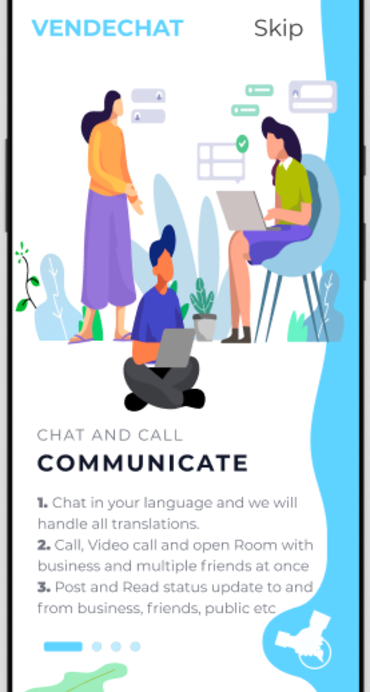 VENDECHAT Skip
CHAT AND CALL
COMMUNICATE
1. Chat in your language and we will
handle all translations.
2. Call, Video call and open Room with
business and multiple friends at once
3. Post and Read status update to and
from business, friends, public etc